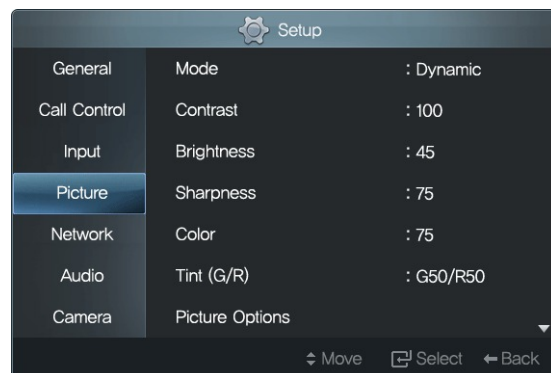 Setup
General
Mode : Dynamic
Call Control
Contrast : 100
Input
Brightness : 45
Picture
Sharpness : 75
Network
Color : 75
Audio
Tint (G/R) : G50/R50
Camera
Picture Options
Move Select Back